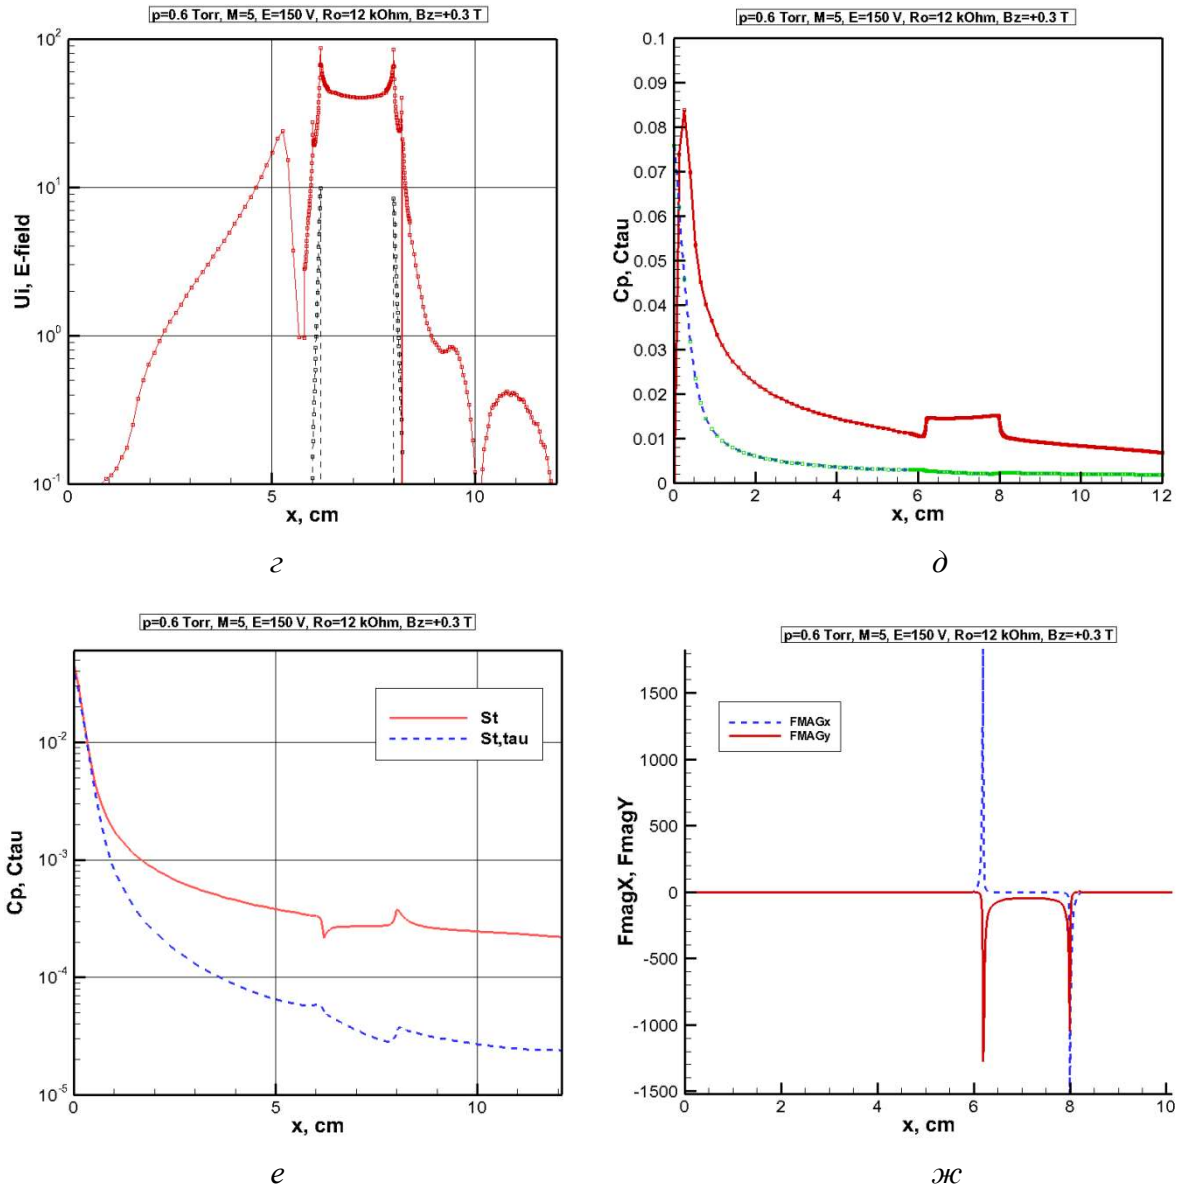 p=0.6 Torr, M=5, E=150 V, Ro=12 kOhm, Bz=+0.3 T
10^2
10^1
10^0
10^-1
Ui, E-field
0 5 10
x, cm
г
p=0.6 Torr, M=5, E=150 V, Ro=12 kOhm, Bz=+0.3 T
0.1
0.09
0.08
0.07
0.06
0.05
0.04
0.03
0.02
0.01
0
Cp, Ctau
0 2 4 6 8 10 12
x, cm
д
p=0.6 Torr, M=5, E=150 V, Ro=12 kOhm, Bz=+0.3 T
St
St,tau
10^-2
10^-3
10^-4
10^-5
Cp, Ctau
0 5 10
x, cm
е
p=0.6 Torr, M=5, E=150 V, Ro=12 kOhm, Bz=+0.3 T
FMAGx
FMAGy
1500
1000
500
0
-500
-1000
-1500
FmagX, FmagY
0 2 4 6 8 10
x, cm
ж